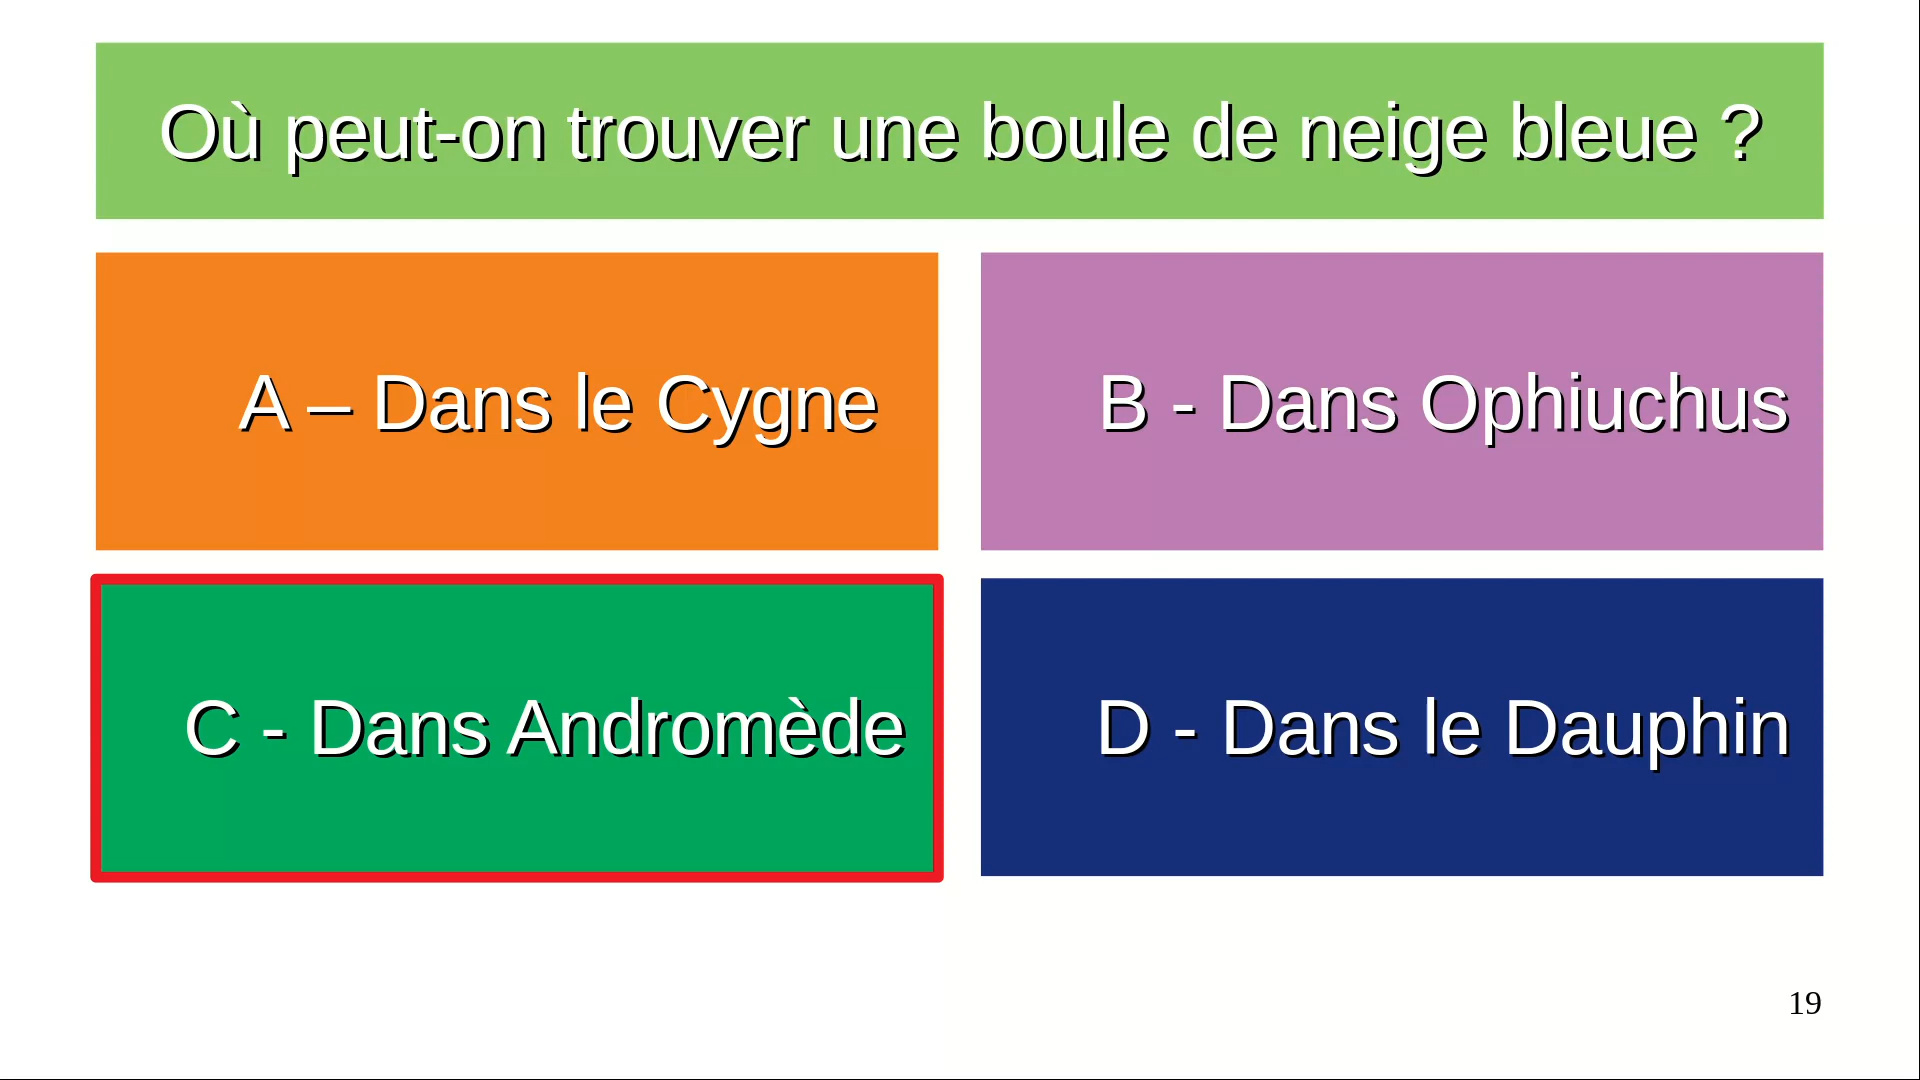 Où peut-on trouver une boule de neige bleue ?
A – Dans le Cygne
B - Dans Ophiuchus
C - Dans Andromède
D - Dans le Dauphin
19